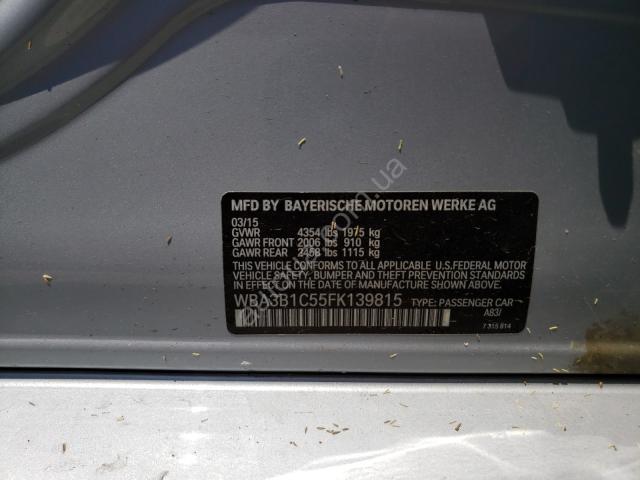 MFD BY BAYERISCHE MOTOREN WERKE AG
03/15
GVWR 4354 lbs 1975 kg
GAWR FRONT 2006 lbs 910 kg
GAWR REAR 2458 lbs 1115 kg
THIS VEHICLE CONFORMS TO ALL APPLICABLE U.S. FEDERAL MOTOR
VEHICLE SAFETY, BUMPER AND THEFT PREVENTION STANDARDS
IN EFFECT ON THE DATE OF MANUFACTURE SHOWN ABOVE.
WBA3B1C55FK139815 TYPE: PASSENGER CAR
A83/
7 315 814